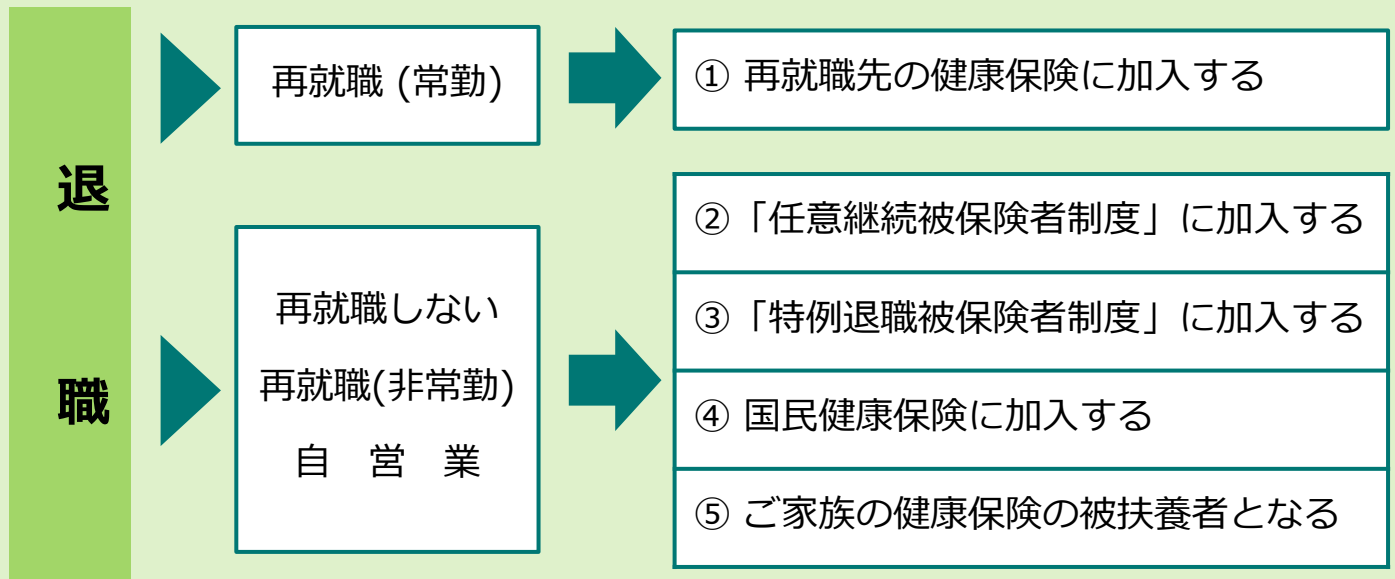 退職
再就職 (常勤)
① 再就職先の健康保険に加入する
再就職しない
再就職(非常勤)
自 営 業
②「任意継続被保険者制度」に加入する
③「特例退職被保険者制度」に加入する
④ 国民健康保険に加入する
⑤ ご家族の健康保険の被扶養者となる